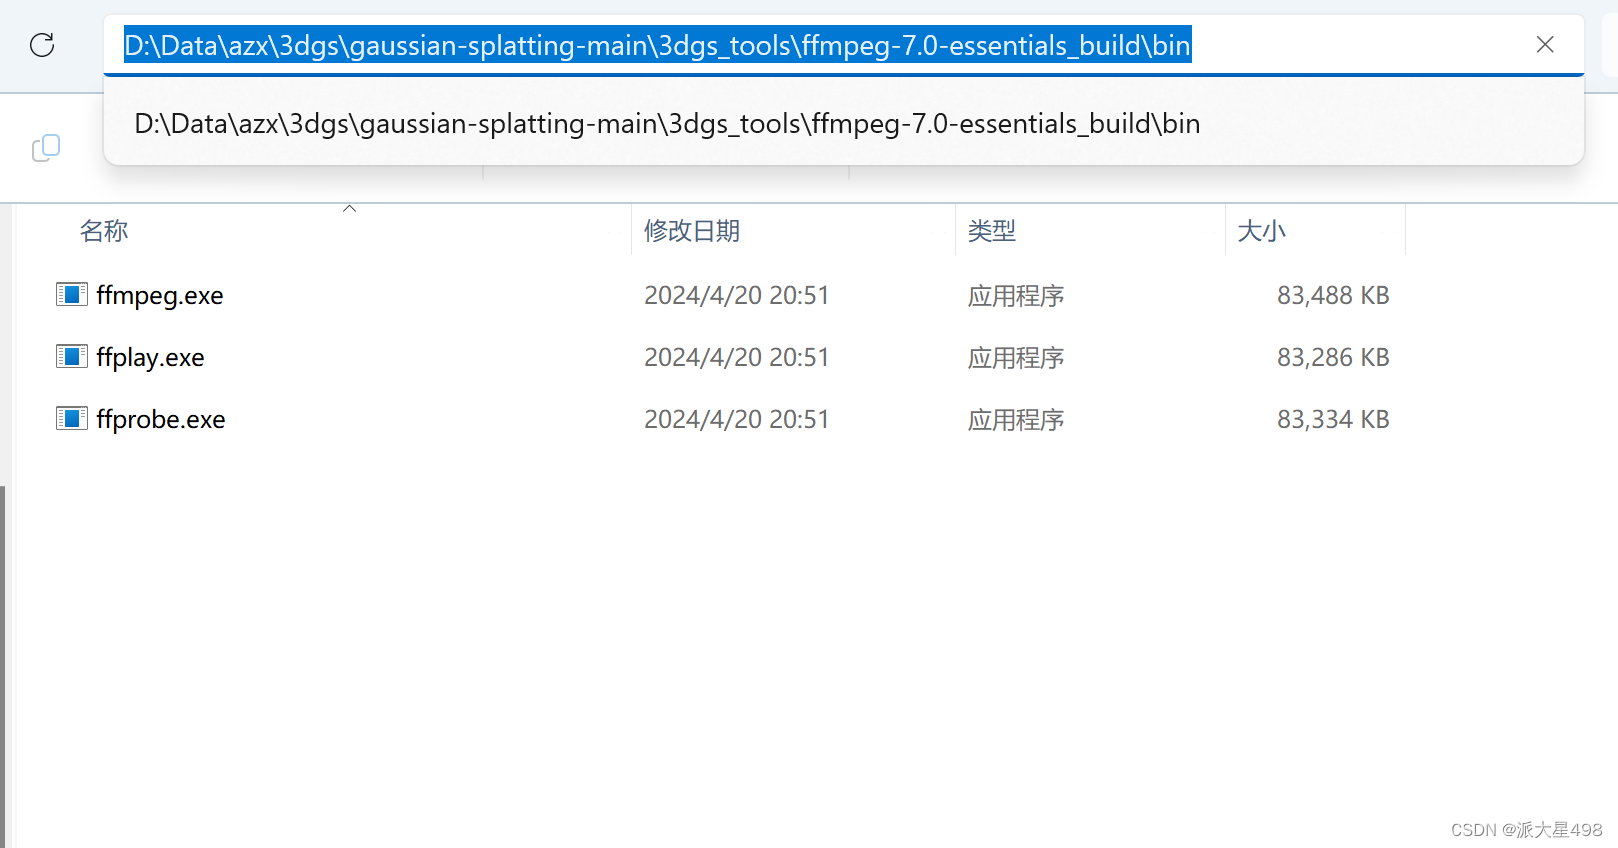 D:\Data\azx\3dgs\gaussian-splatting-main\3dgs_tools\ffmpeg-7.0-essentials_build\bin
D:\Data\azx\3dgs\gaussian-splatting-main\3dgs_tools\ffmpeg-7.0-essentials_build\bin
名称 修改日期 类型 大小
ffmpeg.exe 2024/4/20 20:51 应用程序 83,488 KB
ffplay.exe 2024/4/20 20:51 应用程序 83,286 KB
ffprobe.exe 2024/4/20 20:51 应用程序 83,334 KB
CSDN @派大星498